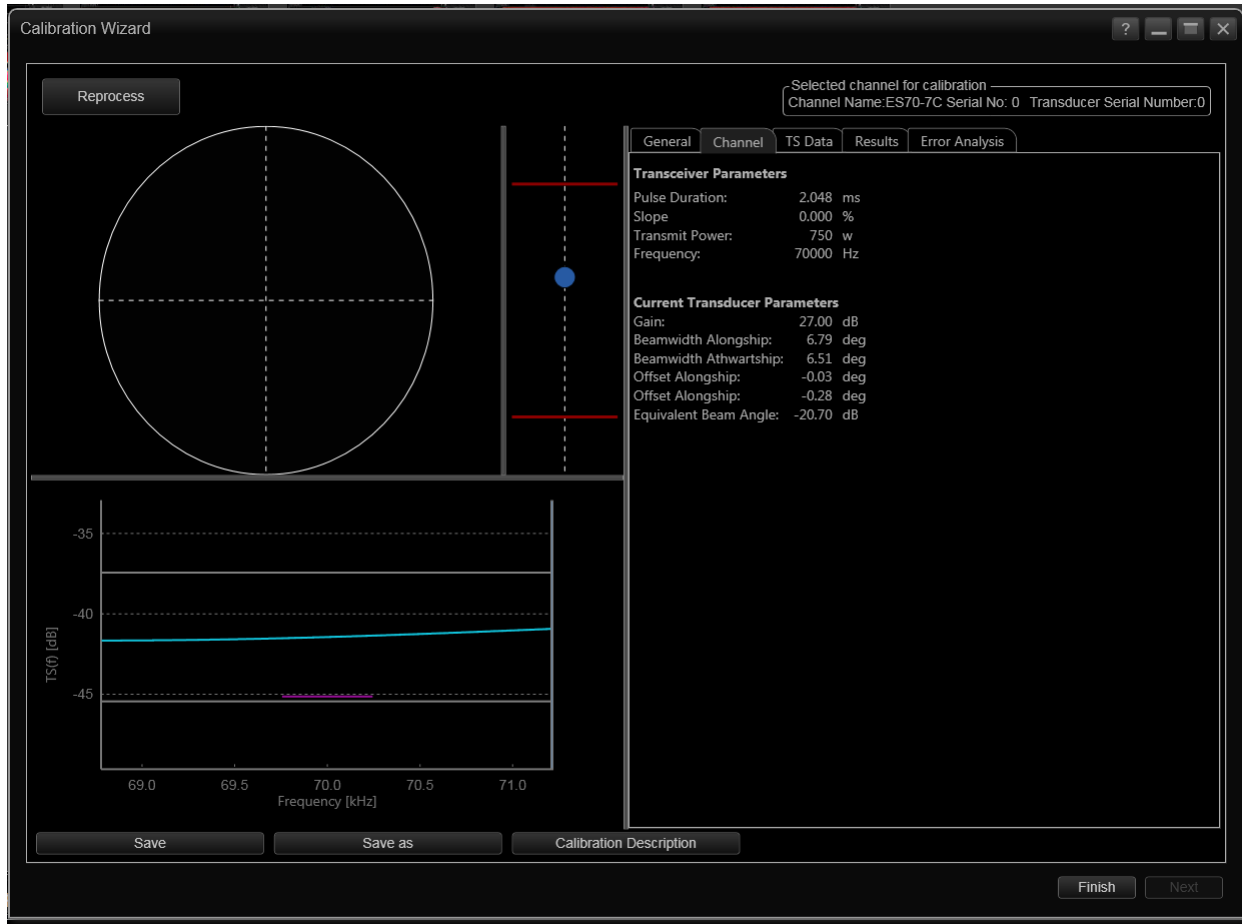 Calibration Wizard
?
Reprocess
Selected channel for calibration
Channel Name:ES70-7C Serial No: 0 Transducer Serial Number:0
General Channel TS Data Results Error Analysis
Transceiver Parameters
Pulse Duration: 2.048 ms
Slope 0.000 %
Transmit Power: 750 w
Frequency: 70000 Hz
Current Transducer Parameters
Gain: 27.00 dB
Beamwidth Alongship: 6.79 deg
Beamwidth Athwartship: 6.51 deg
Offset Alongship: -0.03 deg
Offset Alongship: -0.28 deg
Equivalent Beam Angle: -20.70 dB
-35
-40
-45
TS(f) [dB]
69.0 69.5 70.0 70.5 71.0
Frequency [kHz]
Save Save as Calibration Description
Finish Next